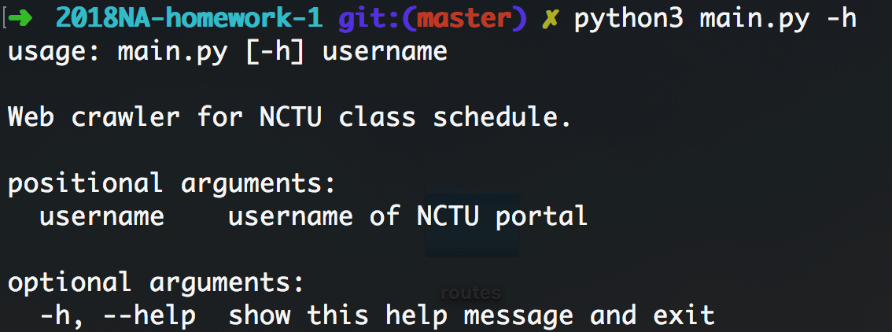 ➜ 2018NA-homework-1 git:(master) ✗ python3 main.py -h
usage: main.py [-h] username
Web crawler for NCTU class schedule.
positional arguments:
username    username of NCTU portal
optional arguments:
routes
-h, --help  show this help message and exit